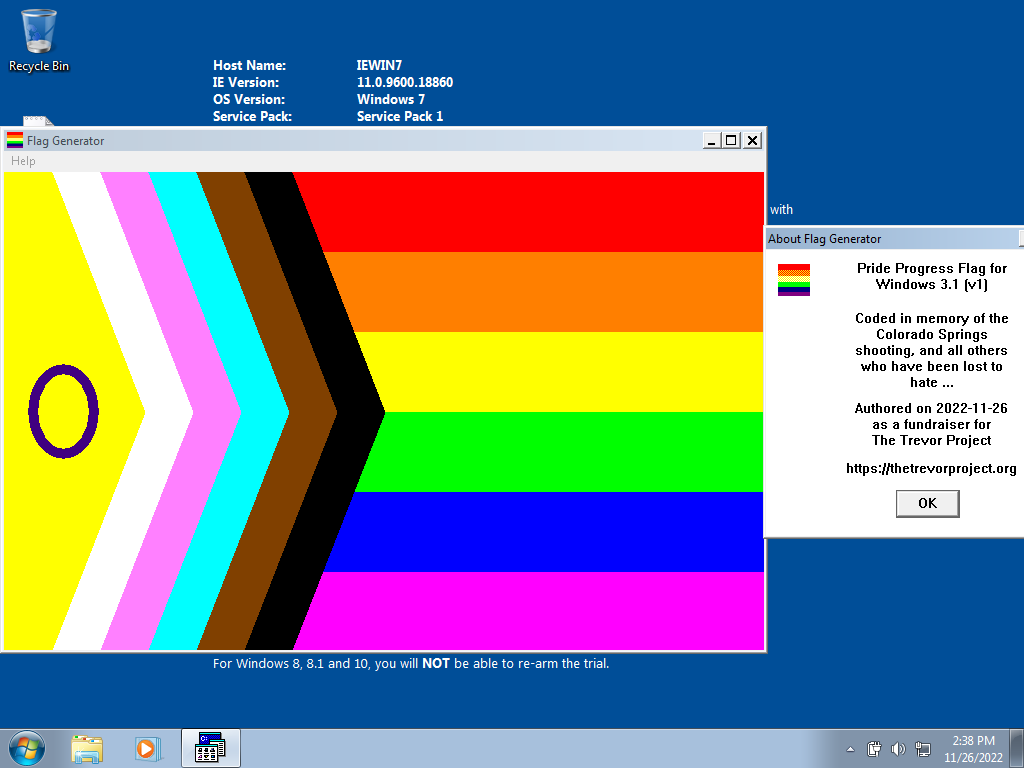 Recycle Bin
Host Name: IEWIN7
IE Version: 11.0.9600.18860
OS Version: Windows 7
Service Pack: Service Pack 1
Flag Generator
Help
with
About Flag Generator
Pride Progress Flag for
Windows 3.1 (v1)
Coded in memory of the
Colorado Springs
shooting, and all others
who have been lost to
hate ...
Authored on 2022-11-26
as a fundraiser for
The Trevor Project
https://thetrevorproject.org
OK
For Windows 8, 8.1 and 10, you will NOT be able to re-arm the trial.
2:38 PM
11/26/2022